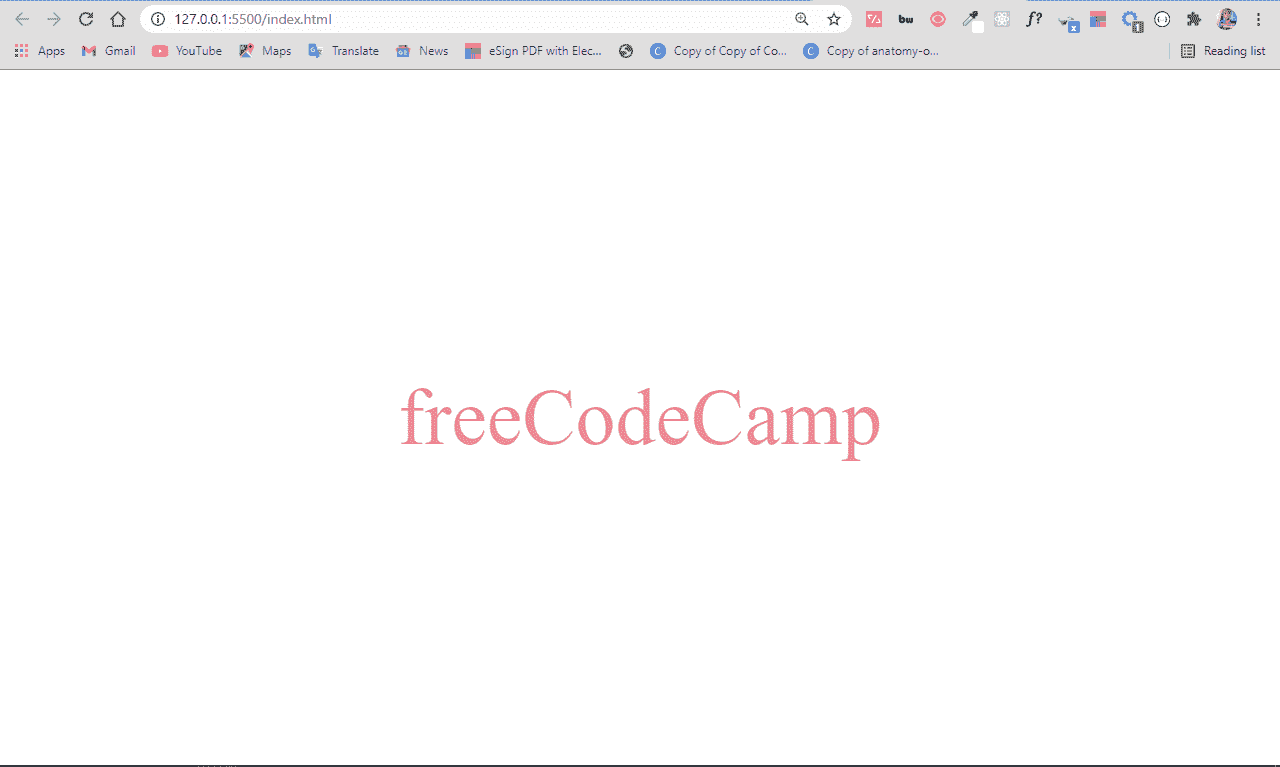 127.0.0.1:5500/index.html
bw
f?
x
Apps Gmail YouTube Maps Translate News eSign PDF with Elec... C Copy of Copy of Co... C Copy of anatomy-o... Reading list
freeCodeCamp